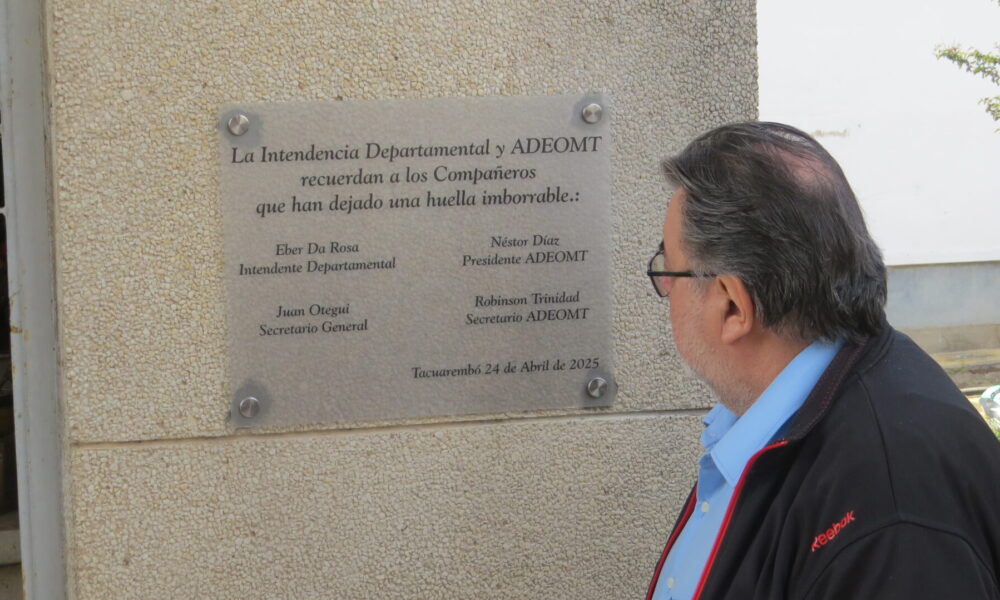 La Intendencia Departamental y ADEOMT
recuerdan a los Compañeros
que han dejado una huella imborrable.:
Eber Da Rosa
Intendente Departamental
Néstor Díaz
Presidente ADEOMT
Juan Otegui
Secretario General
Robinson Trinidad
Secretario ADEOMT
Tacuarembó 24 de Abril de 2025
Reebok